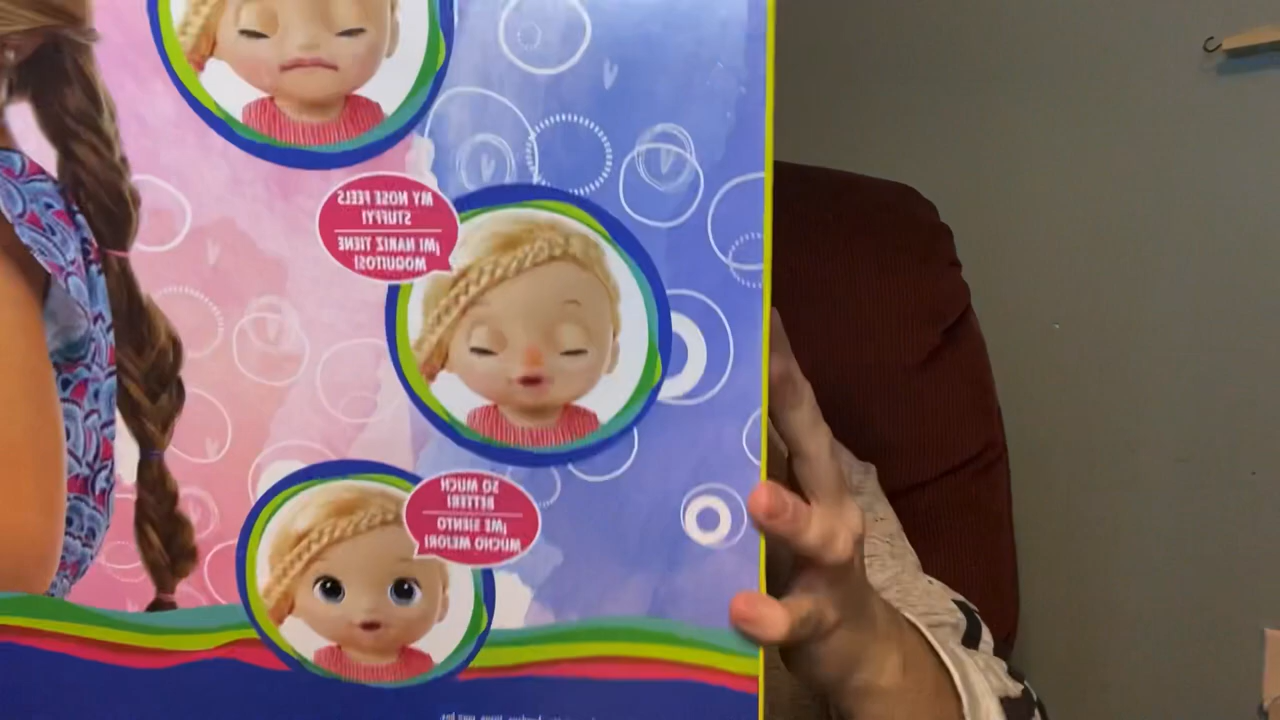 MY NOSE FEELS
STUFFY!
¡MI NARIZ TIENE
MOQUITOS!
SO MUCH
BETTER!
¡ME SIENTO
MUCHO MEJOR!